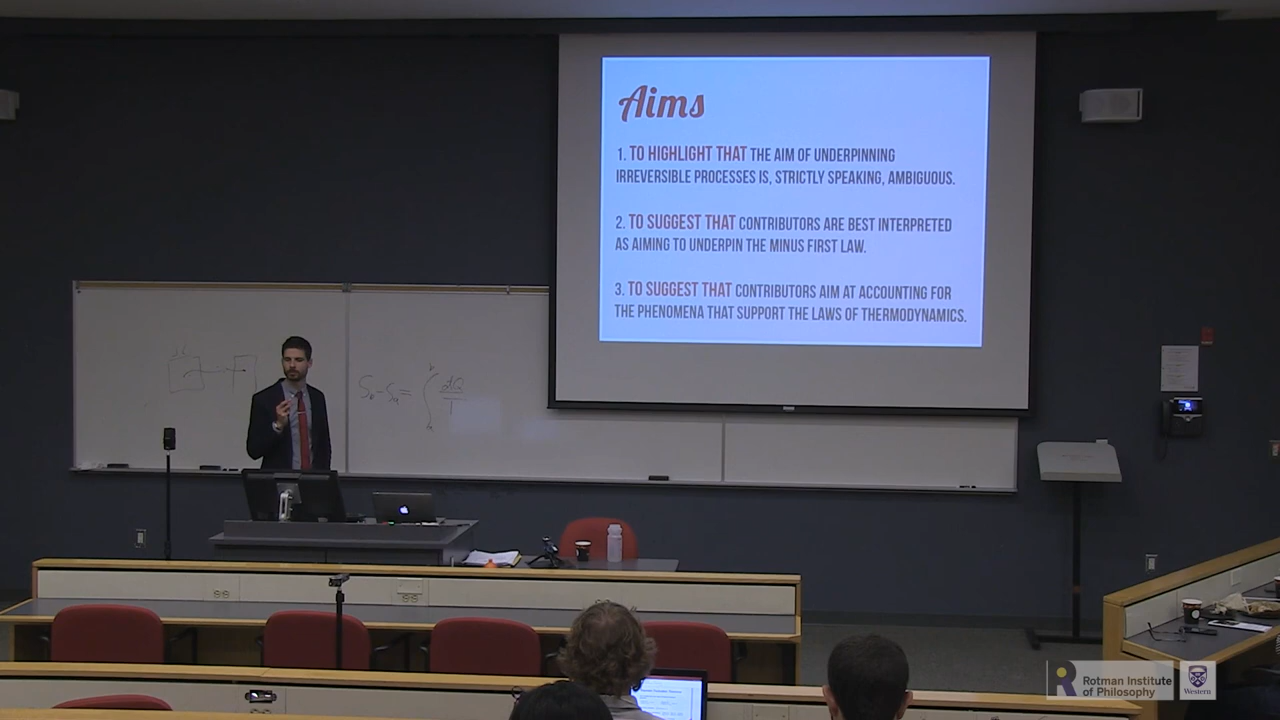 Aims
1. TO HIGHLIGHT THAT THE AIM OF UNDERPINNING
IRREVERSIBLE PROCESSES IS, STRICTLY SPEAKING, AMBIGUOUS.
2. TO SUGGEST THAT CONTRIBUTORS ARE BEST INTERPRETED
AS AIMING TO UNDERPIN THE MINUS FIRST LAW.
3. TO SUGGEST THAT CONTRIBUTORS AIM AT ACCOUNTING FOR
THE PHENOMENA THAT SUPPORT THE LAWS OF THERMODYNAMICS.
Rotman Institute
of Philosophy
Western